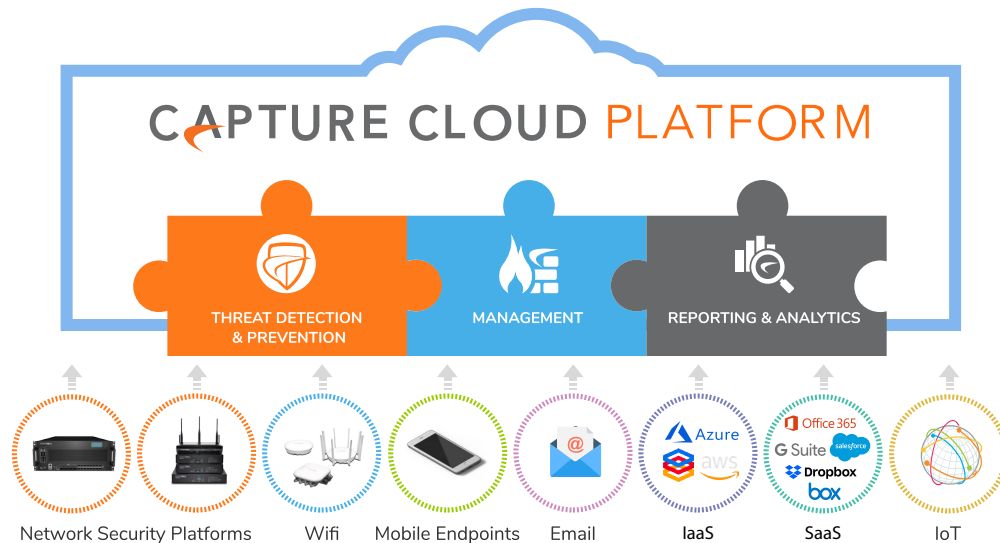 CAPTURE CLOUD PLATFORM
THREAT DETECTION
& PREVENTION
MANAGEMENT
REPORTING & ANALYTICS
Office 365
Azure
G Suite
salesforce
aws
Dropbox
box
Network Security Platforms
Wifi
Mobile Endpoints
Email
IaaS
SaaS
IoT